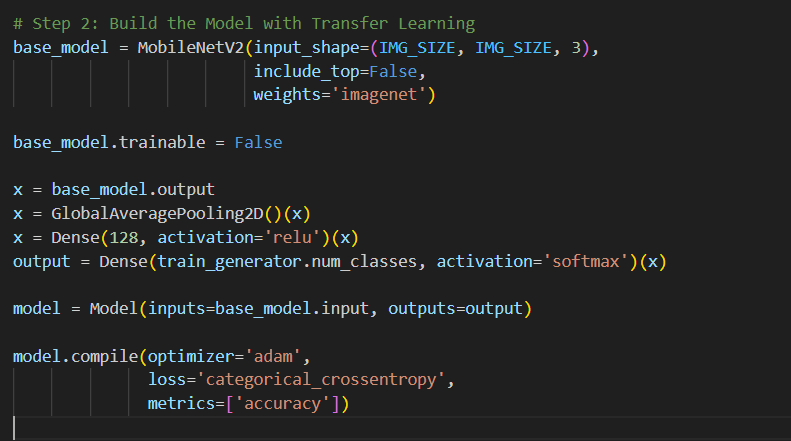 # Step 2: Build the Model with Transfer Learning
base_model = MobileNetV2(input_shape=(IMG_SIZE, IMG_SIZE, 3),
                         include_top=False,
                         weights='imagenet')

base_model.trainable = False

x = base_model.output
x = GlobalAveragePooling2D()(x)
x = Dense(128, activation='relu')(x)
output = Dense(train_generator.num_classes, activation='softmax')(x)

model = Model(inputs=base_model.input, outputs=output)

model.compile(optimizer='adam',
              loss='categorical_crossentropy',
              metrics=['accuracy'])